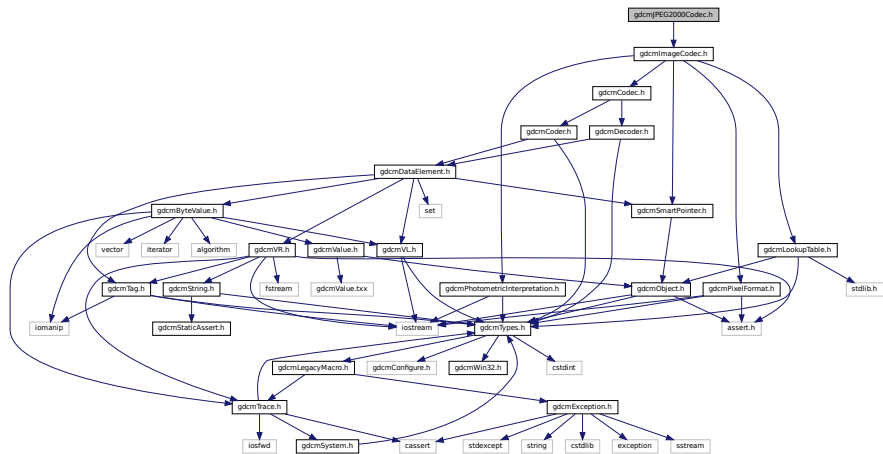 gdcmJPEG2000Codec.h
gdcmImageCodec.h
gdcmCodec.h
gdcmCoder.h
gdcmDecoder.h
gdcmDataElement.h
gdcmByteValue.h
set
gdcmSmartPointer.h
vector
iterator
algorithm
gdcmVR.h
gdcmValue.h
gdcmVL.h
gdcmLookupTable.h
gdcmTag.h
gdcmString.h
fstream
gdcmValue.txx
gdcmPhotometricInterpretation.h
gdcmObject.h
gdcmPixelFormat.h
stdlib.h
iomanip
gdcmStaticAssert.h
iostream
gdcmTypes.h
assert.h
gdcmLegacyMacro.h
gdcmConfigure.h
gdcmWin32.h
cstdint
gdcmTrace.h
gdcmException.h
iosfwd
gdcmSystem.h
cassert
stdexcept
string
cstdlib
exception
sstream